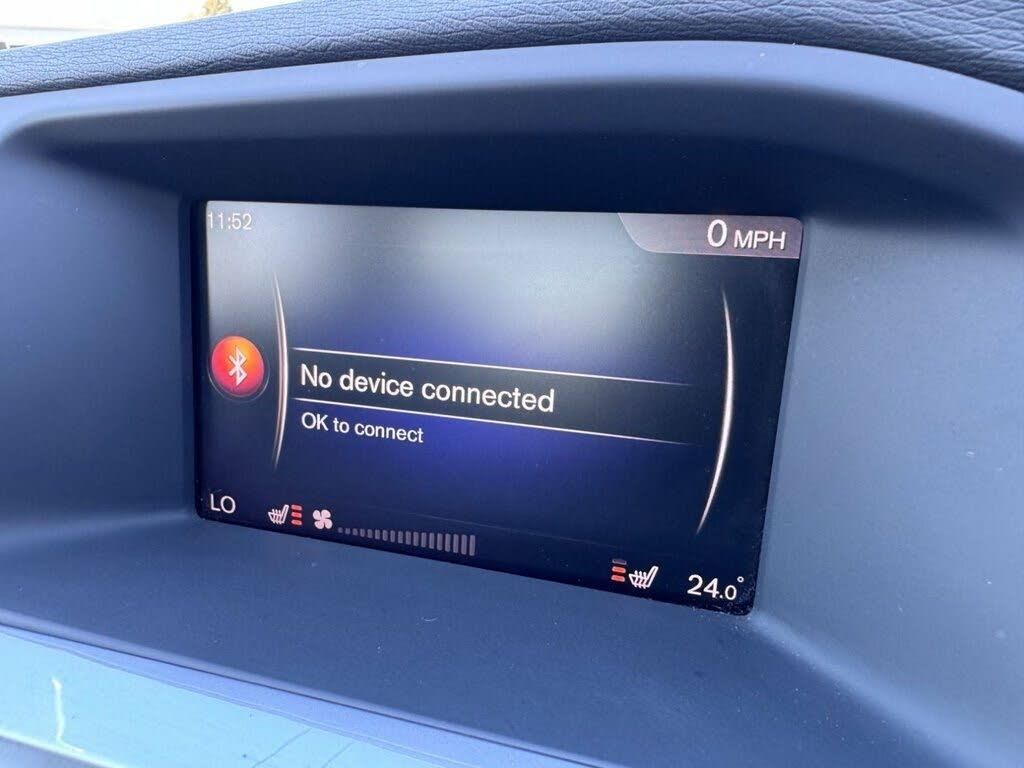 11:52
0 MPH
No device connected
OK to connect
LO
24.0°